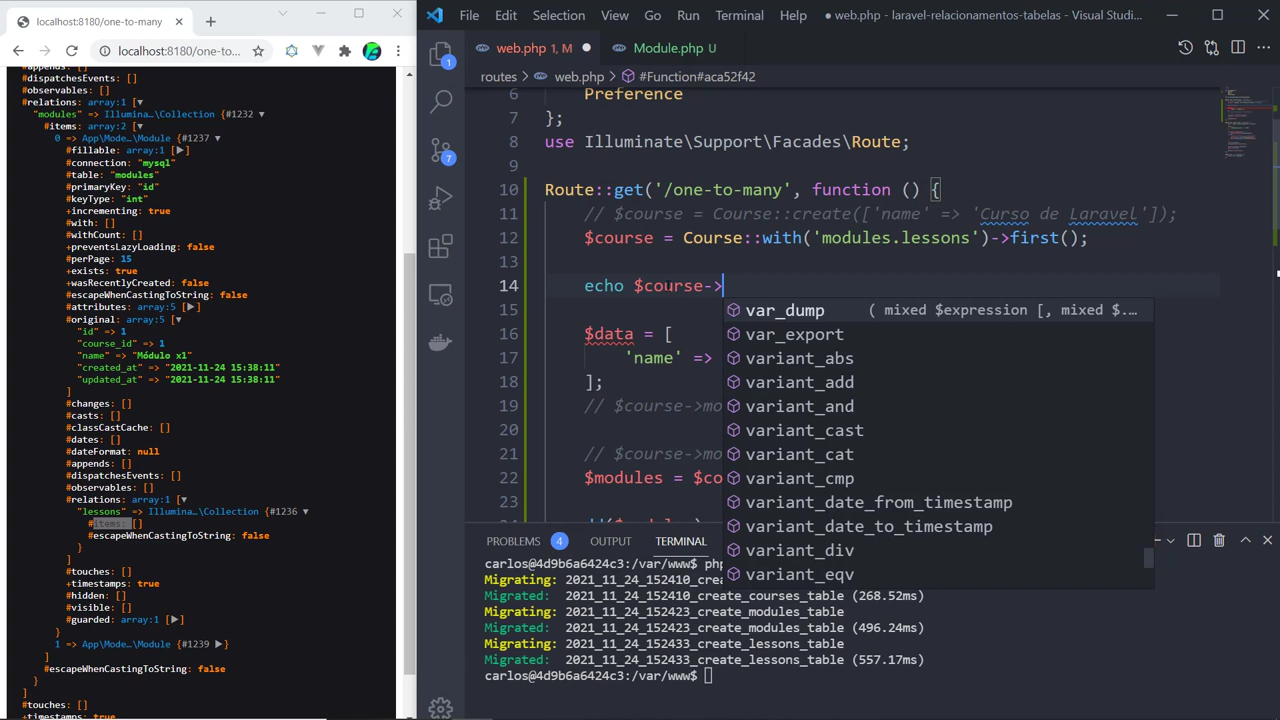 one-to-many
localhost:8180/one-to...
#appends: []
#dispatchesEvents: []
#observables: []
#relations: array:1 [▼
"modules" => Illumina…\Collection {#1232 ▼
#items: array:2 [▼
0 => App\Mode…\Module {#1237 ▼
#fillable: array:1 [▶]
#connection: "mysql"
#table: "modules"
#primaryKey: "id"
#keyType: "int"
+incrementing: true
#with: []
#withCount: []
+preventsLazyLoading: false
#perPage: 15
+exists: true
+wasRecentlyCreated: false
#escapeWhenCastingToString: false
#attributes: array:5 [▶]
#original: array:5 [▼
"id" => 1
"course_id" => 1
"name" => "Módulo x1"
"created_at" => "2021-11-24 15:38:11"
"updated_at" => "2021-11-24 15:38:11"
]
#changes: []
#casts: []
#classCastCache: []
#dates: []
#dateFormat: null
#appends: []
#dispatchesEvents: []
#observables: []
#relations: array:1 [▼
"lessons" => Illumina…\Collection {#1236 ▼
#items: []
#escapeWhenCastingToString: false
}
]
#touches: []
+timestamps: true
#hidden: []
#visible: []
#guarded: array:1 [▶]
}
1 => App\Mode…\Module {#1239 ▶}
]
#escapeWhenCastingToString: false
}
]
#touches: []
+timestamps: true
File Edit Selection View Go Run Terminal Help ● web.php - laravel-relacionamentos-tabelas - Visual Studi...
web.php 1, M ● Module.php U
routes > web.php > #Function#aca52f42
1
7
6 Preference
7 };
8 use Illuminate\Support\Facades\Route;
9
10 Route::get('/one-to-many', function () {
11 // $course = Course::create(['name' => 'Curso de Laravel']);
12 $course = Course::with('modules.lessons')->first();
13
14 echo $course->
15
16 $data = [
17 'name' =>
18 ];
19 // $course->mo
20
21 // $course->mo
22 $modules = $co
var_dump ( mixed $expression [, mixed $....
var_export
variant_abs
variant_add
variant_and
variant_cast
variant_cat
variant_cmp
variant_date_from_timestamp
variant_date_to_timestamp
variant_div
variant_eqv
PROBLEMS 4 OUTPUT TERMINAL
carlos@4d9b6a6424c3:/var/www$ php
Migrating: 2021_11_24_152410_crea
Migrated: 2021_11_24_152410_create_courses_table (268.52ms)
Migrating: 2021_11_24_152423_create_modules_table
Migrated: 2021_11_24_152423_create_modules_table (496.24ms)
Migrating: 2021_11_24_152433_create_lessons_table
Migrated: 2021_11_24_152433_create_lessons_table (557.17ms)
carlos@4d9b6a6424c3:/var/www$